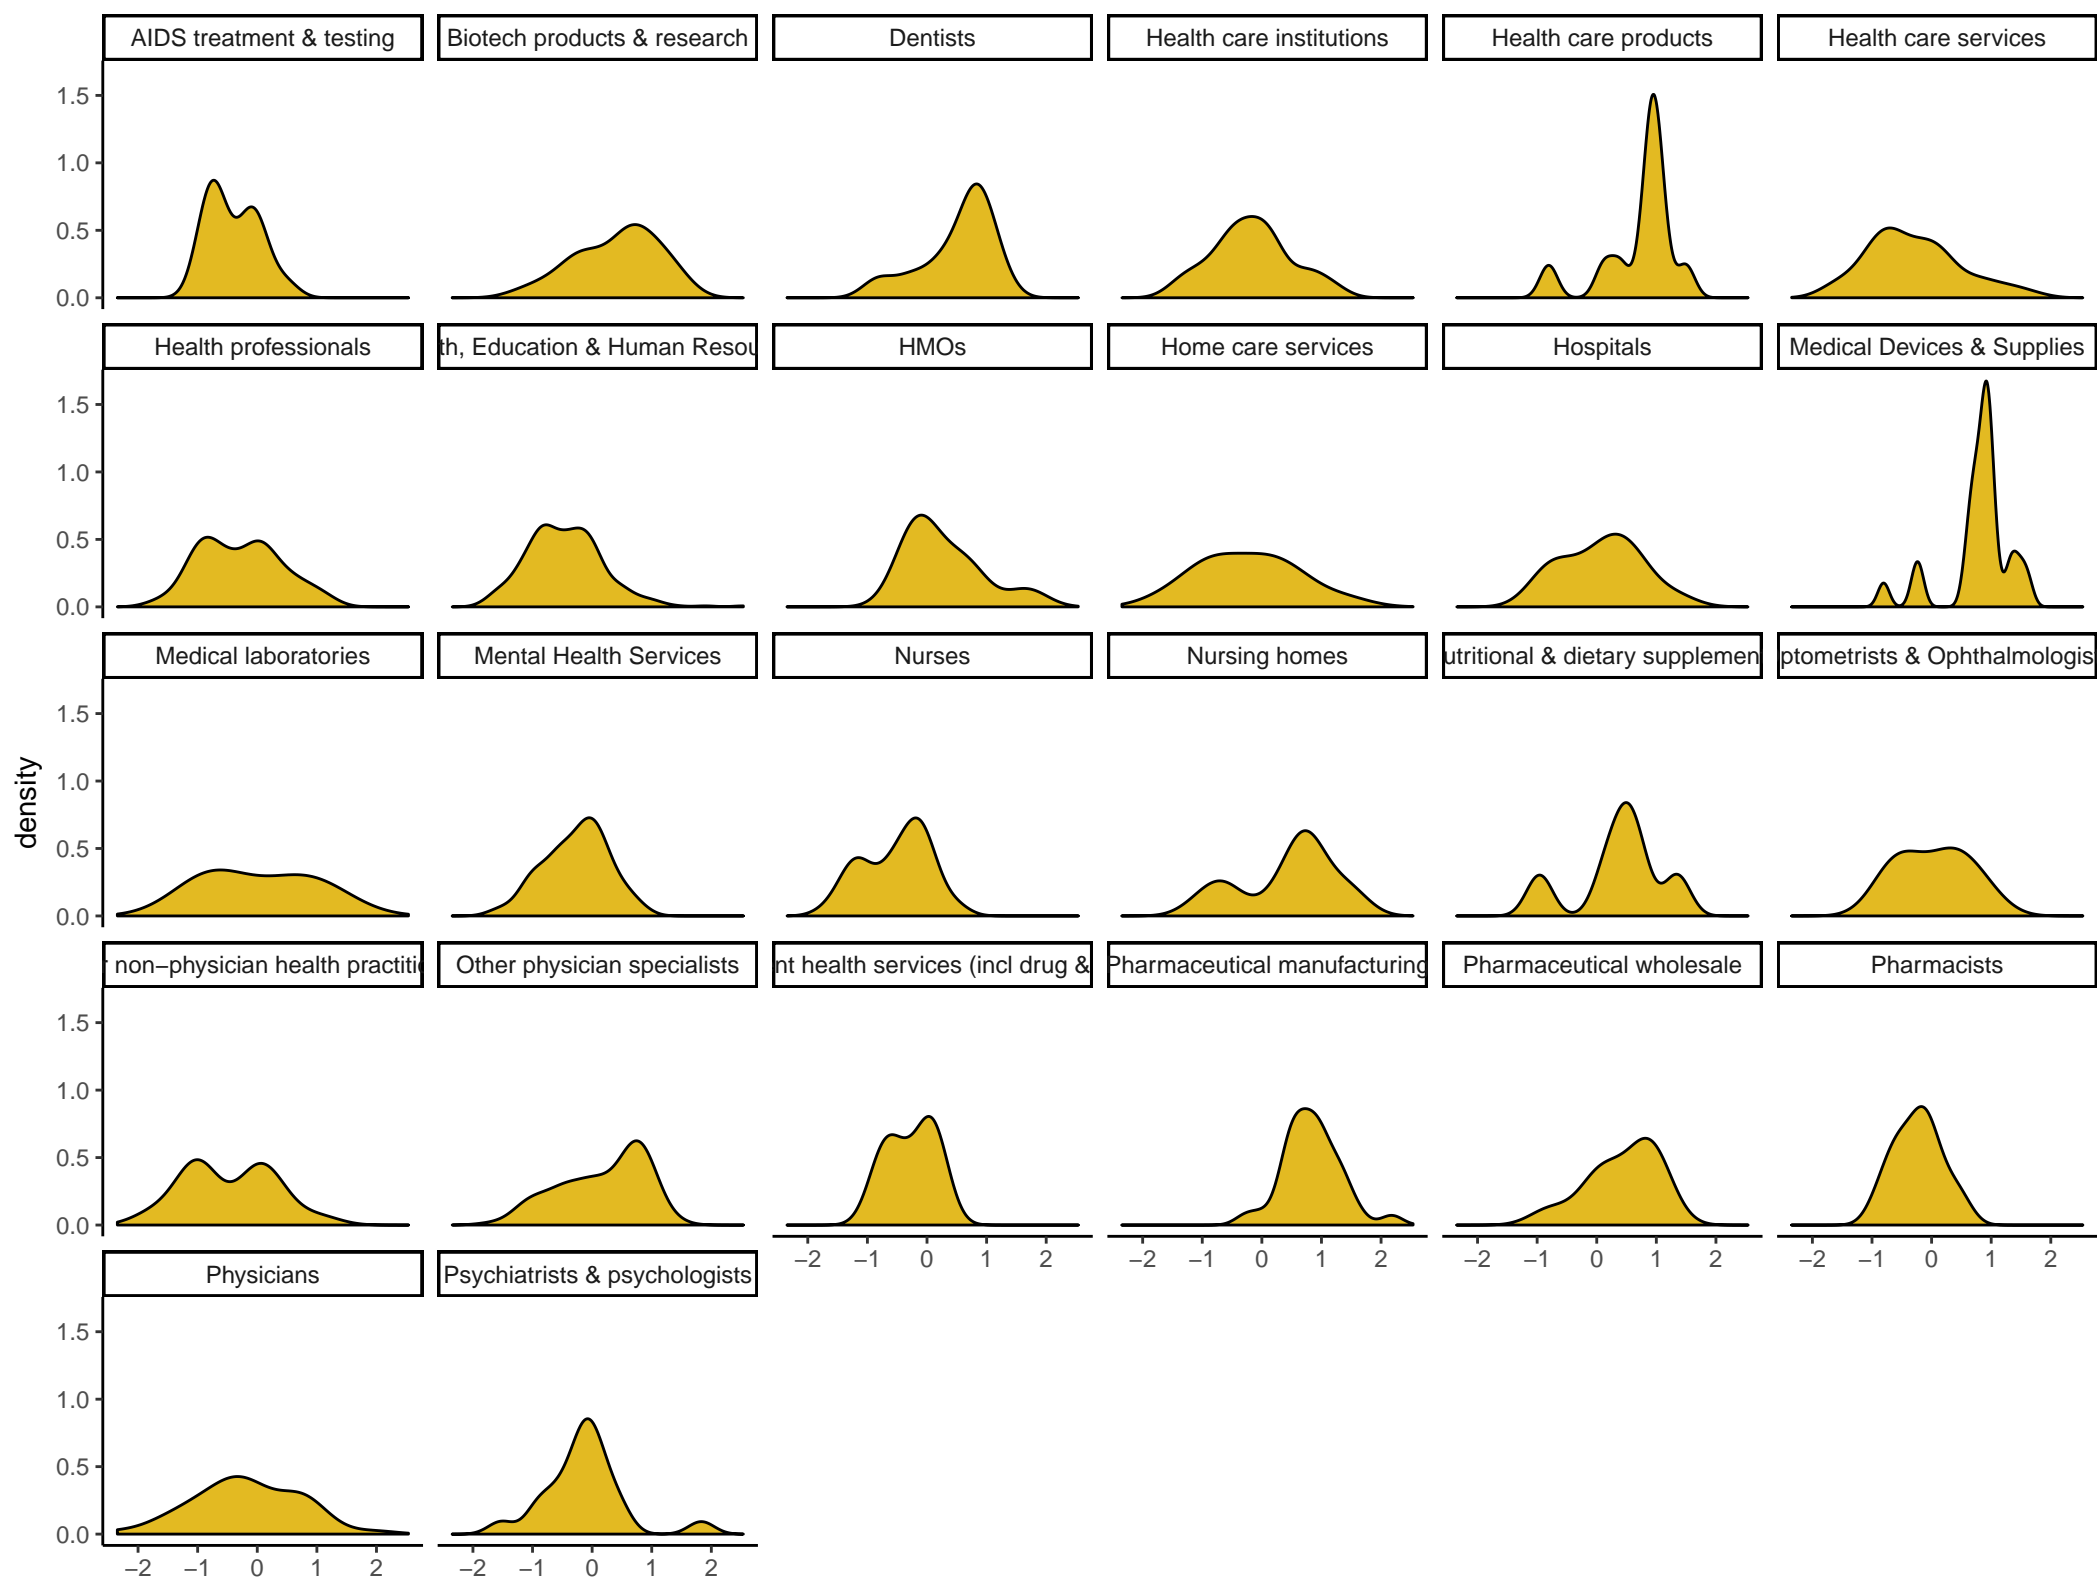 AIDS treatment & testing Biotech products & research Dentists Health care institutions Health care products Health care services
1.5
1.0
0.5
0.0
Health professionals th, Education & Human Resou HMOs Home care services Hospitals Medical Devices & Supplies
1.5
1.0
0.5
0.0
Medical laboratories Mental Health Services Nurses Nursing homes utritional & dietary supplemen ptometrists & Ophthalmologis
1.5
1.0
0.5
0.0
density
r non−physician health practitio Other physician specialists nt health services (incl drug & Pharmaceutical manufacturing Pharmaceutical wholesale Pharmacists
1.5
1.0
0.5
0.0
−2 −1 0 1 2 −2 −1 0 1 2 −2 −1 0 1 2 −2 −1 0 1 2
Physicians Psychiatrists & psychologists
1.5
1.0
0.5
0.0
−2 −1 0 1 2 −2 −1 0 1 2